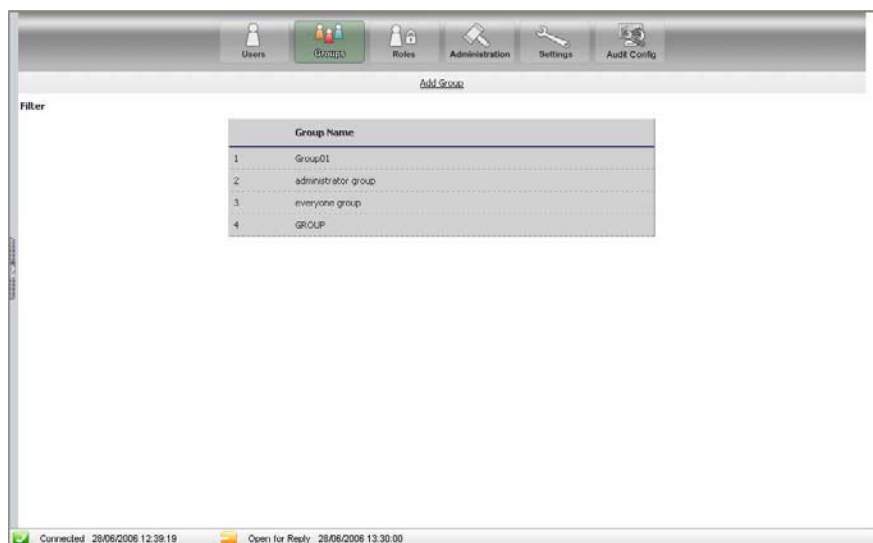 Users Groups Roles Administration Settings Audit Config
Add Group
Filter
Group Name
1 Group01
2 administrator group
3 everyone group
4 GROUP
Connected 28/06/2006 12:39:19 Open for Reply 28/06/2006 13:30:00